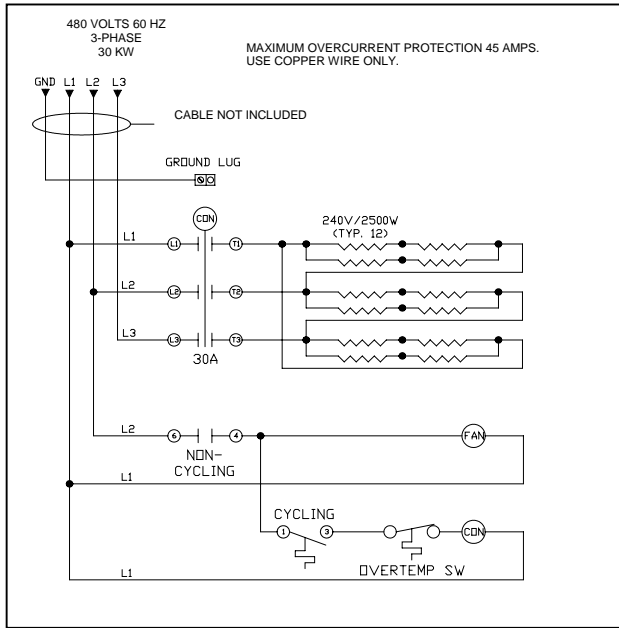 480 VOLTS 60 HZ
3-PHASE
30 KW
MAXIMUM OVERCURRENT PROTECTION 45 AMPS.
USE COPPER WIRE ONLY.
GND L1 L2 L3
CABLE NOT INCLUDED
GROUND LUG
CON
240V/2500W
(TYP. 12)
L1 L1 T1
L2 L2 T2
L3 L3 T3
30A
L2 6 4 FAN
NON-
CYCLING
L1
CYCLING
1 3 CON
OVERTEMP SW
L1